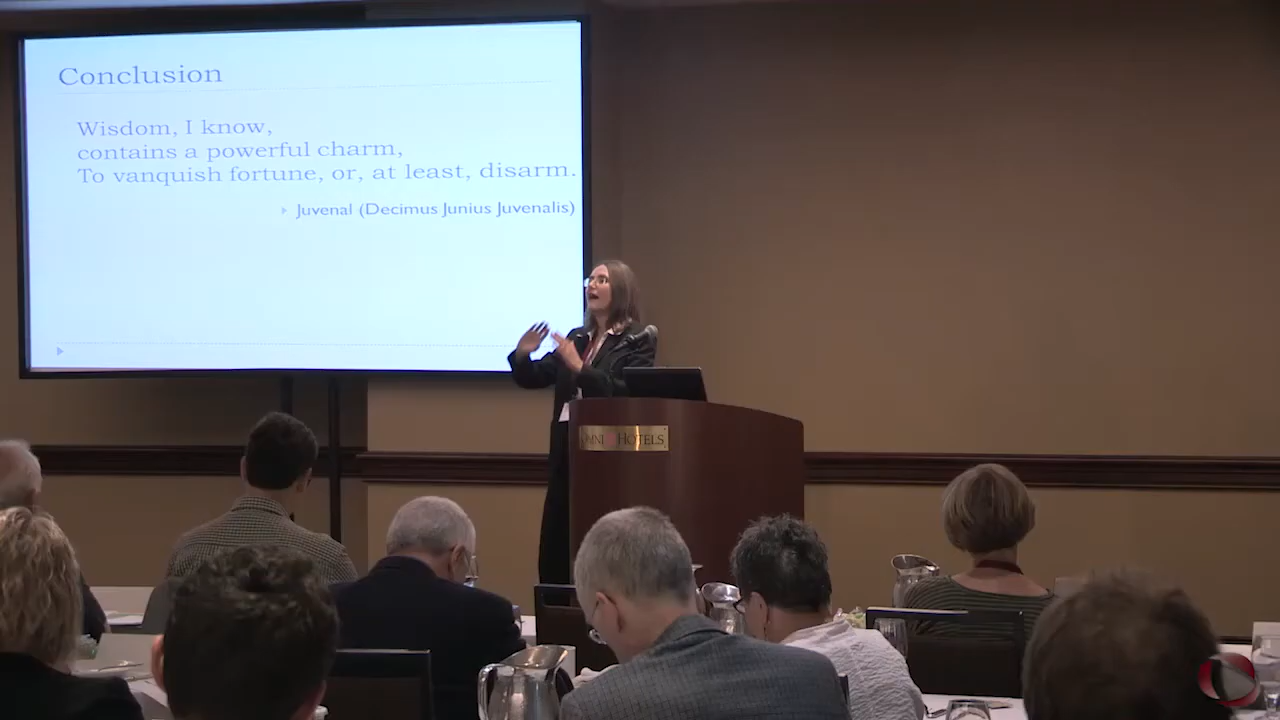 Conclusion
Wisdom, I know,
contains a powerful charm,
To vanquish fortune, or, at least, disarm.
Juvenal (Decimus Junius Juvenalis)
OMNI HOTELS